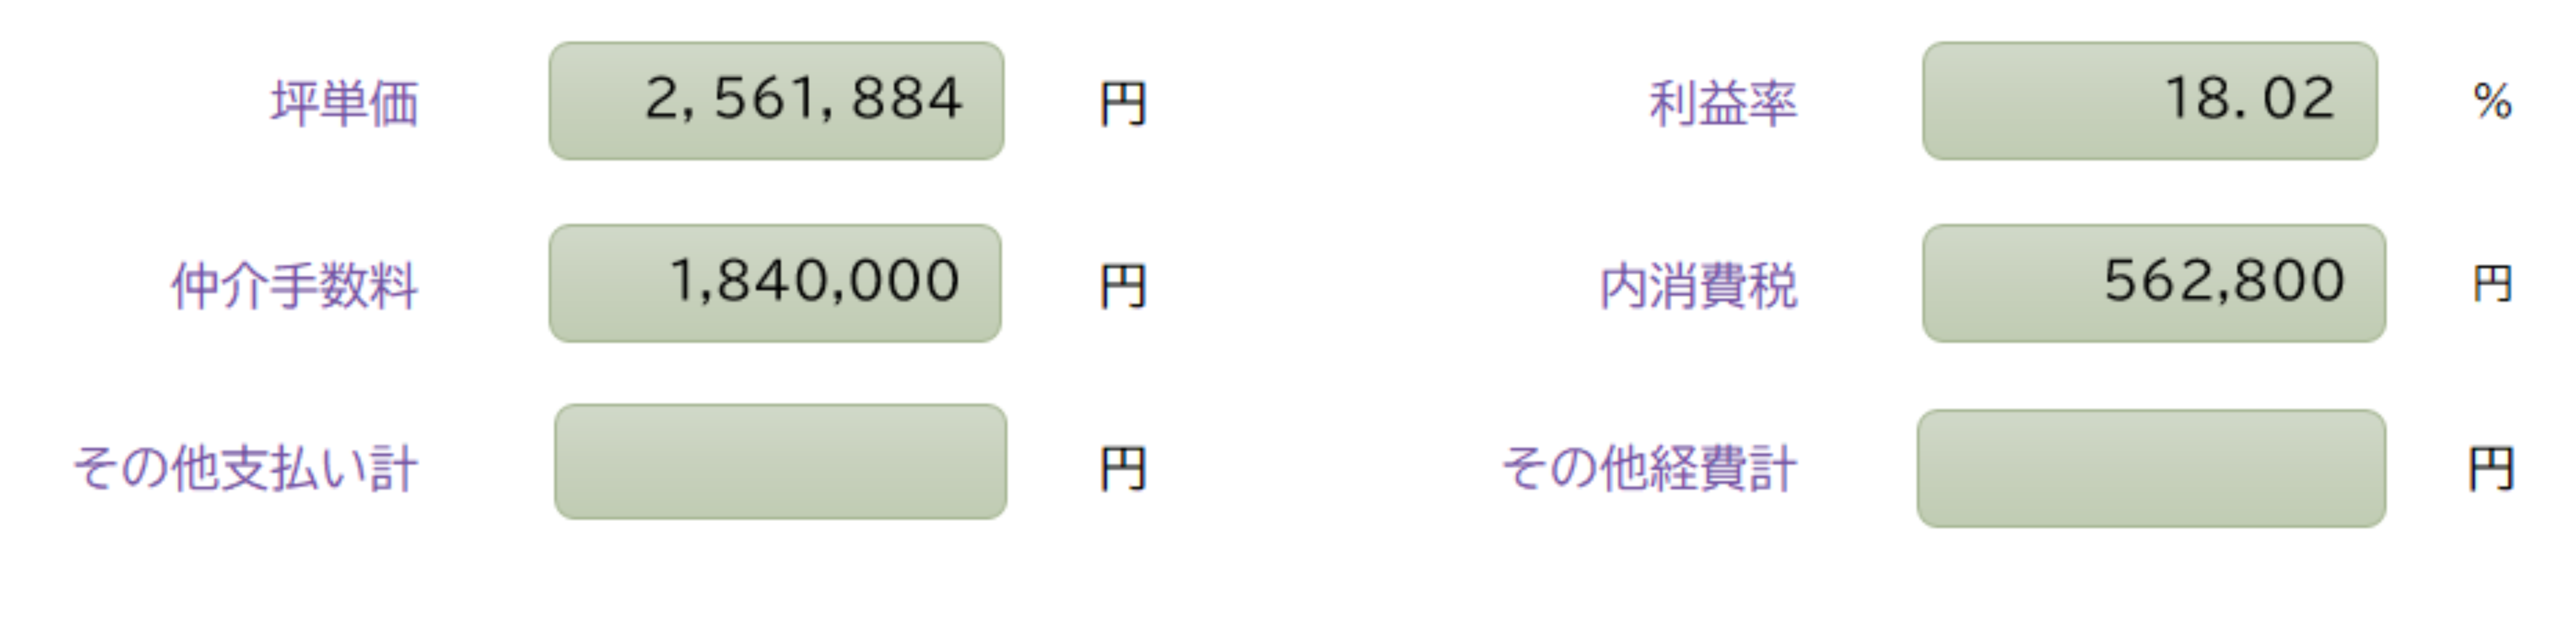 坪単価 2,561,884 円 利益率 18.02 %
仲介手数料 1,840,000 円 内消費税 562,800 円
その他支払い計 円 その他経費計 円